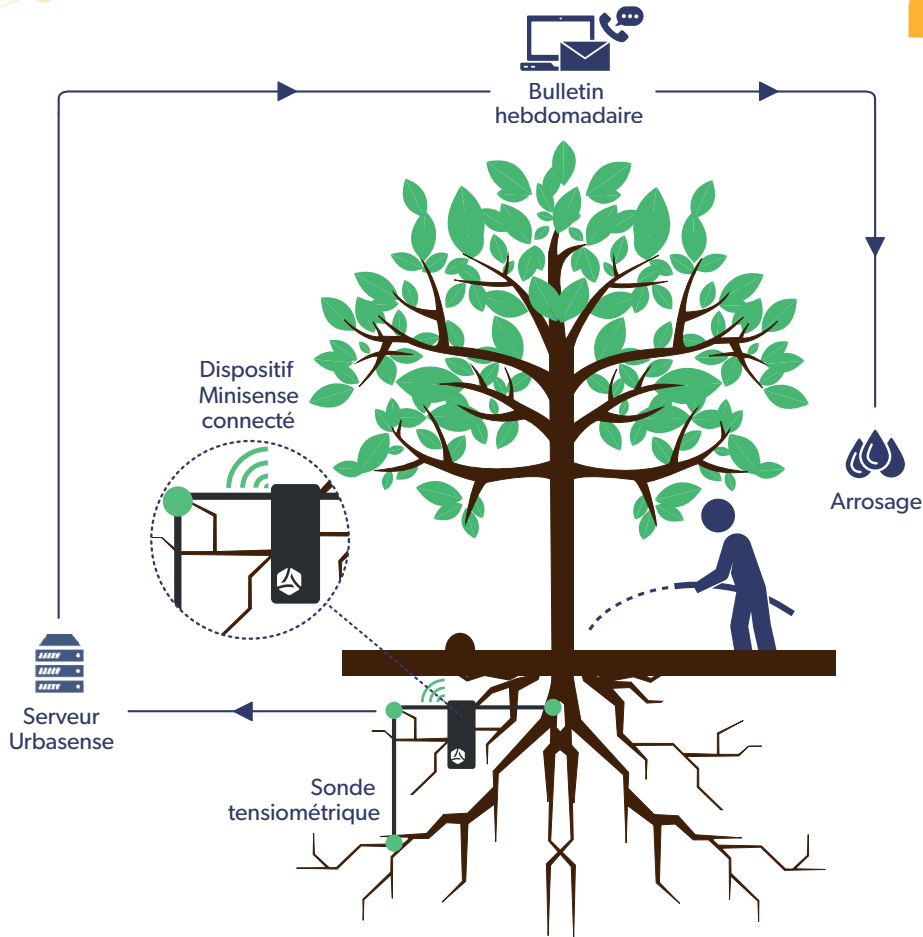 Bulletin
hebdomadaire
Dispositif
Minisense
connecté
Arrosage
Serveur
Urbasense
Sonde
tensiométrique